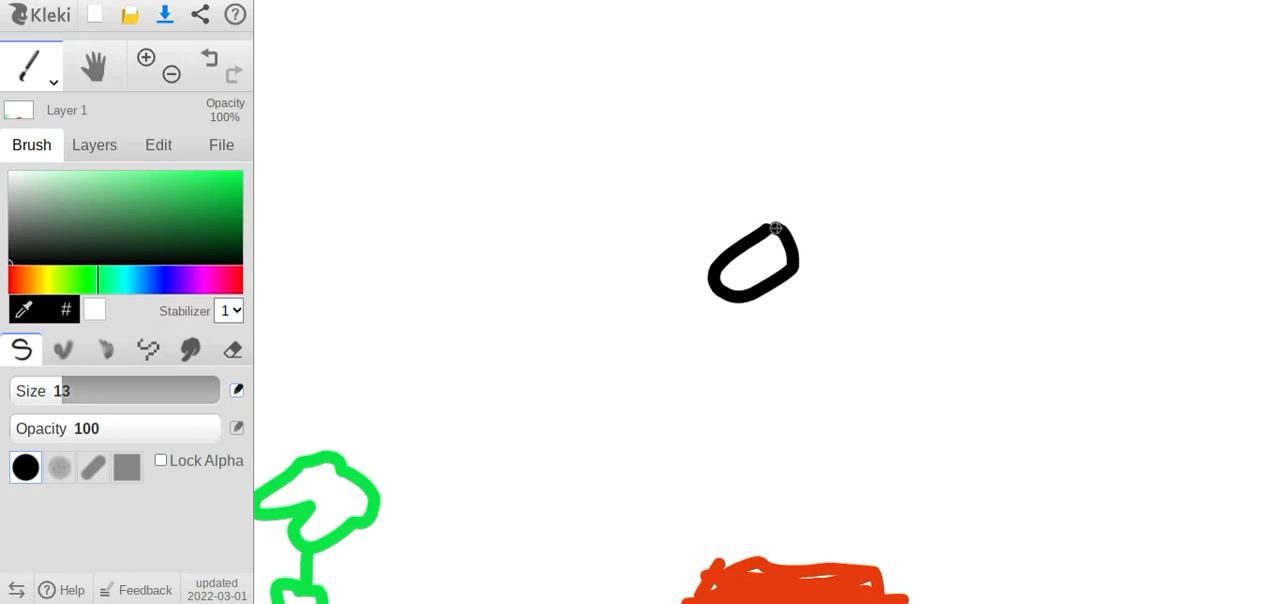 Kleki
Layer 1
Opacity
100%
Brush
Layers
Edit
File
#
Stabilizer 1
Size 13
Opacity 100
Lock Alpha
Help
Feedback
updated
2022-03-01